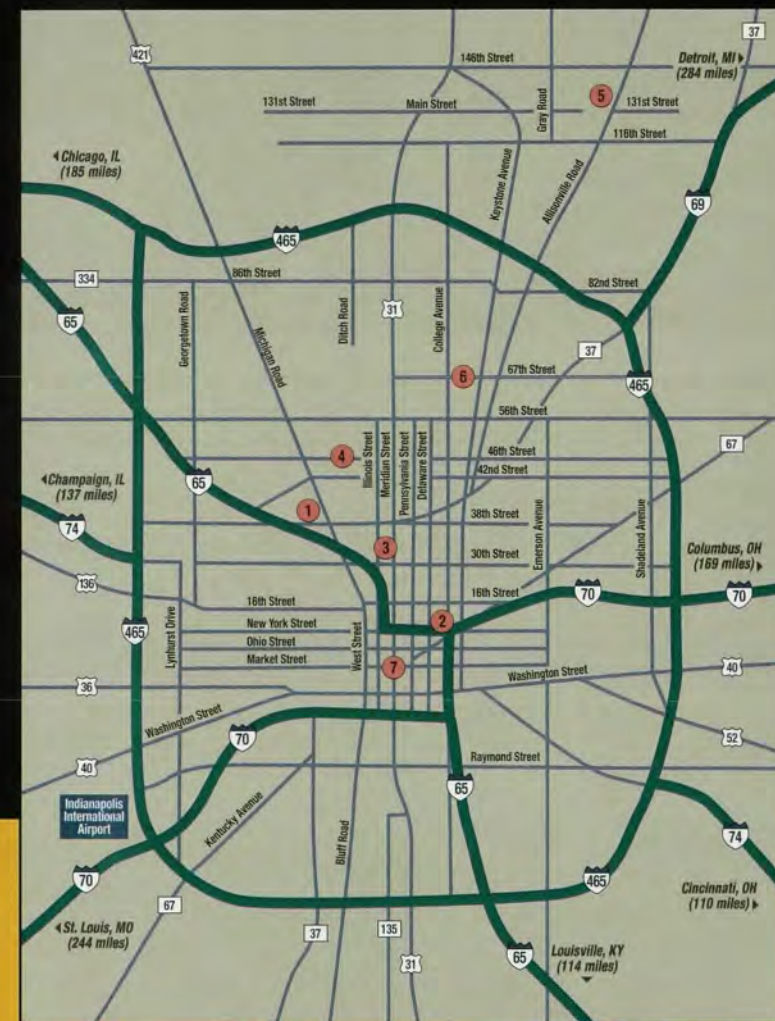 37
421
146th Street
Detroit, MI
(284 miles)
5
131st Street
Main Street
131st Street
Gray Road
116th Street
Chicago, IL
(185 miles)
Keystone Avenue
Allisonville Road
69
465
334
86th Street
82nd Street
65
Georgetown Road
Ditch Road
31
College Avenue
Michigan Road
37
6
67th Street
465
56th Street
67
4
Illinois Street
Meridian Street
Pennsylvania Street
Delaware Street
46th Street
42nd Street
Champaign, IL
(137 miles)
65
74
1
38th Street
Emerson Avenue
Shadeland Avenue
3
30th Street
Columbus, OH
(169 miles)
136
16th Street
16th Street
70
70
465
Lynhurst Drive
New York Street
Ohio Street
Market Street
West Street
2
7
Washington Street
40
36
Washington Street
70
52
40
Raymond Street
Indianapolis
International
Airport
65
Kentucky Avenue
Bluff Road
74
70
465
Cincinnati, OH
(110 miles)
67
St. Louis, MO
(244 miles)
37
135
31
65
Louisville, KY
(114 miles)